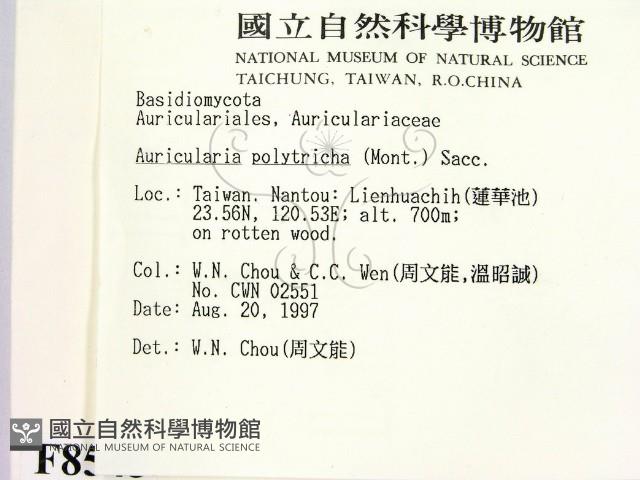 國立自然科學博物館
NATIONAL MUSEUM OF NATURAL SCIENCE
TAICHUNG, TAIWAN, R.O.CHINA
Basidiomycota
Auriculariales, Auriculariaceae
Auricularia polytricha (Mont.) Sacc.
Loc.: Taiwan. Nantou: Lienhuachih(蓮華池)
23.56N, 120.53E; alt. 700m;
on rotten wood.
Col.: W.N. Chou & C.C. Wen(周文能,溫昭誠)
No. CWN 02551
Date: Aug. 20, 1997
Det.: W.N. Chou(周文能)
國立自然科學博物館
NATIONAL MUSEUM OF NATURAL SCIENCE